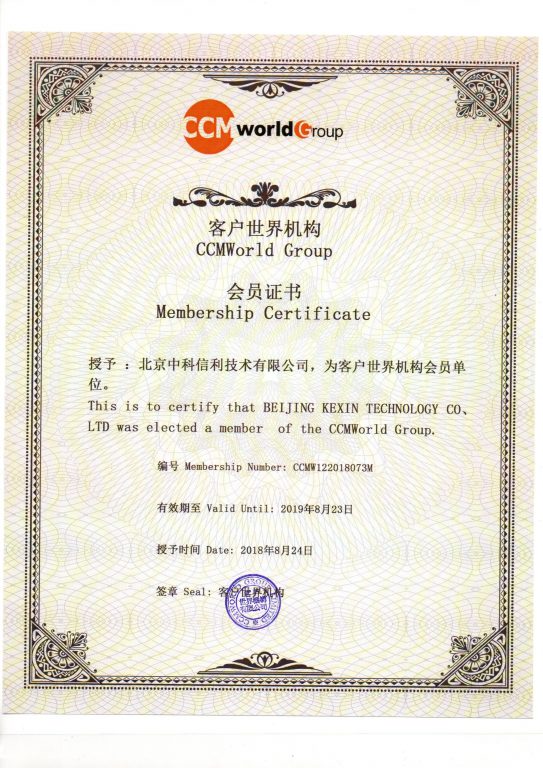 CCMworldGroup
客户世界机构
CCMWorld Group
会员证书
Membership Certificate
授予 ：北京中科信利技术有限公司，为客户世界机构会员单
位。
This is to certify that BEIJING KEXIN TECHNOLOGY CO、
LTD was elected a member of the CCMWorld Group.
编号 Membership Number: CCMW122018073M
有效期至 Valid Until: 2019年8月23日
授予时间 Date: 2018年8月24日
签章 Seal: 客户世界机构